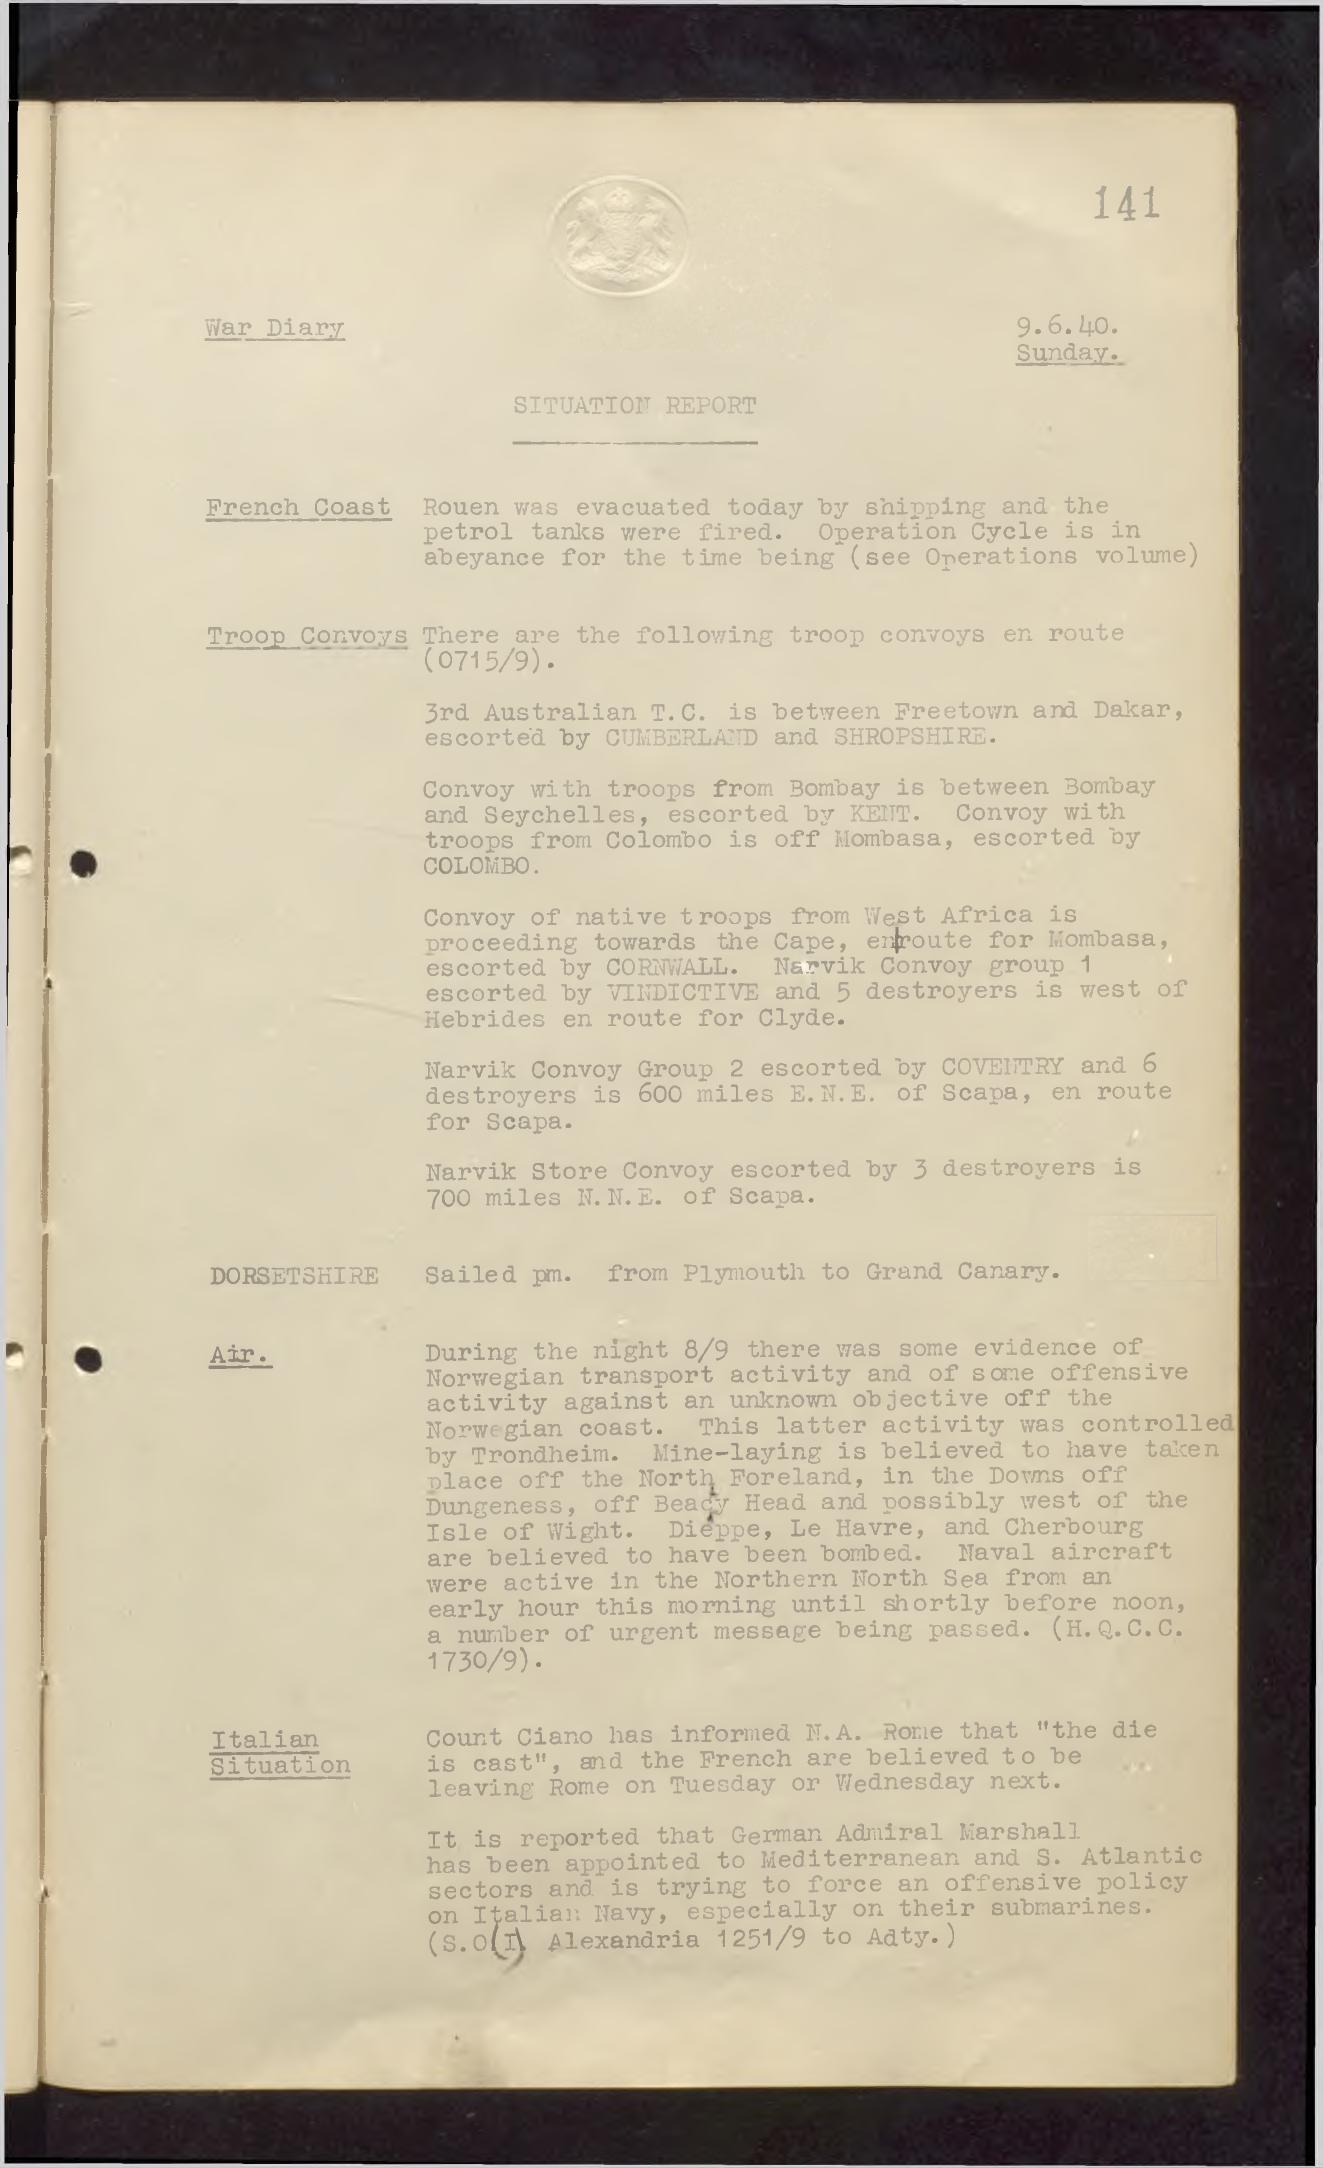 141
War Diary
9.6.40.
Sunday.
SITUATION REPORT
French Coast Rouen was evacuated today by shipping and the
petrol tanks were fired. Operation Cycle is in
abeyance for the time being (see Operations volume)
Troop Convoys There are the following troop convoys en route
(0715/9).
3rd Australian T.C. is between Freetown and Dakar,
escorted by CUMBERLAND and SHROPSHIRE.
Convoy with troops from Bombay is between Bombay
and Seychelles, escorted by KENT. Convoy with
troops from Colombo is off Mombasa, escorted by
COLOMBO.
Convoy of native troops from West Africa is
proceeding towards the Cape, en|route for Mombasa,
escorted by CORNWALL. Narvik Convoy group 1
escorted by VINDICTIVE and 5 destroyers is west of
Hebrides en route for Clyde.
Narvik Convoy Group 2 escorted by COVENTRY and 6
destroyers is 600 miles E.N.E. of Scapa, en route
for Scapa.
Narvik Store Convoy escorted by 3 destroyers is
700 miles N.N.E. of Scapa.
DORSETSHIRE Sailed pm. from Plymouth to Grand Canary.
Air. During the night 8/9 there was some evidence of
Norwegian transport activity and of some offensive
activity against an unknown objective off the
Norwegian coast. This latter activity was controlled
by Trondheim. Mine-laying is believed to have taken
place off the North Foreland, in the Downs off
Dungeness, off Beachy Head and possibly west of the
Isle of Wight. Dieppe, Le Havre, and Cherbourg
are believed to have been bombed. Naval aircraft
were active in the Northern North Sea from an
early hour this morning until shortly before noon,
a number of urgent message being passed. (H.Q.C.C.
1730/9).
Italian Situation Count Ciano has informed N.A. Rome that "the die
is cast", and the French are believed to be
leaving Rome on Tuesday or Wednesday next.
It is reported that German Admiral Marshall
has been appointed to Mediterranean and S. Atlantic
sectors and is trying to force an offensive policy
on Italian Navy, especially on their submarines.
(S.O(I) Alexandria 1251/9 to Adty.)